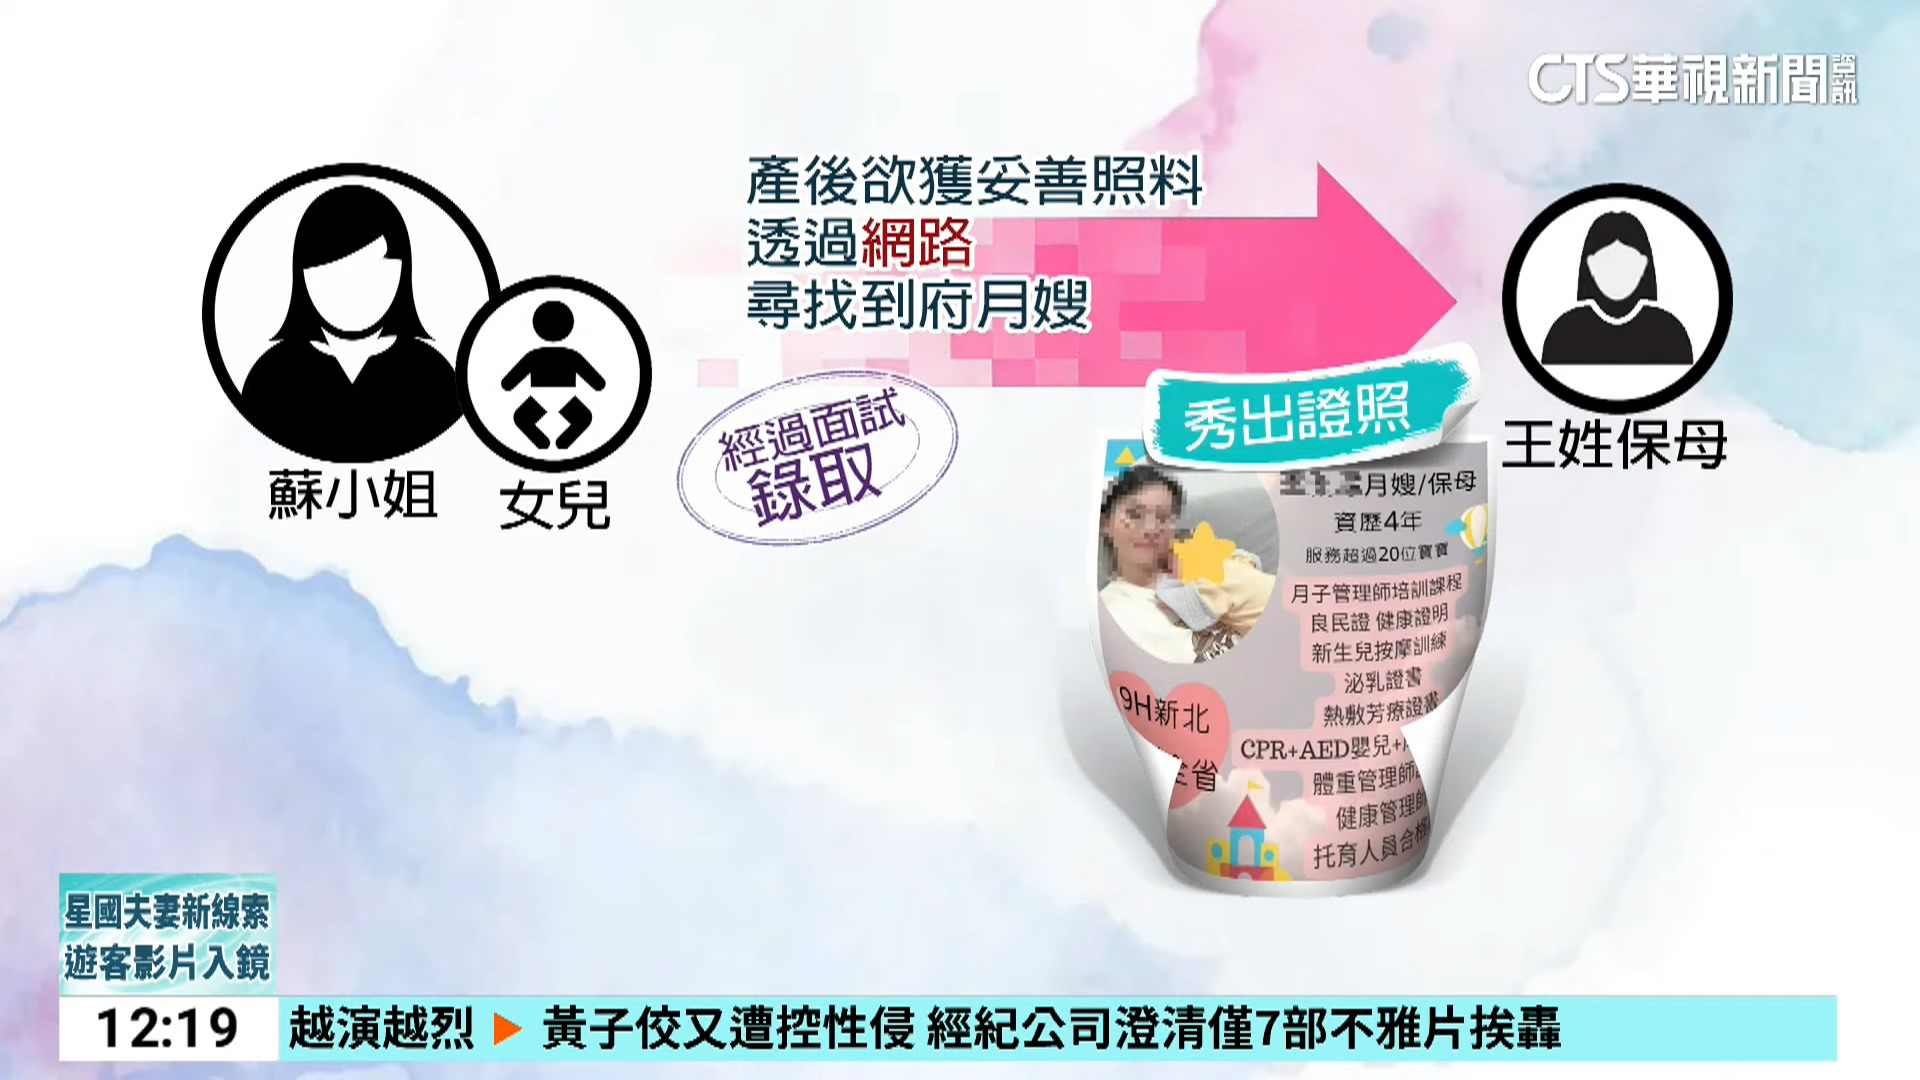 CTS華視新聞資訊
產後欲獲妥善照料
透過網路
尋找到府月嫂
經過面試
錄取
蘇小姐
女兒
王姓保母
秀出證照
月嫂/保母
資歷4年
服務超過20位寶寶
月子管理師培訓課程
良民證 健康證明
新生兒按摩訓練
泌乳證書
熱敷芳療證書
CPR+AED嬰兒+
體重管理師
健康管理師
托育人員合格
9H新北
全省
星國夫妻新線索
遊客影片入鏡
12:19
越演越烈 ▶ 黃子佼又遭控性侵 經紀公司澄清僅7部不雅片挨轟